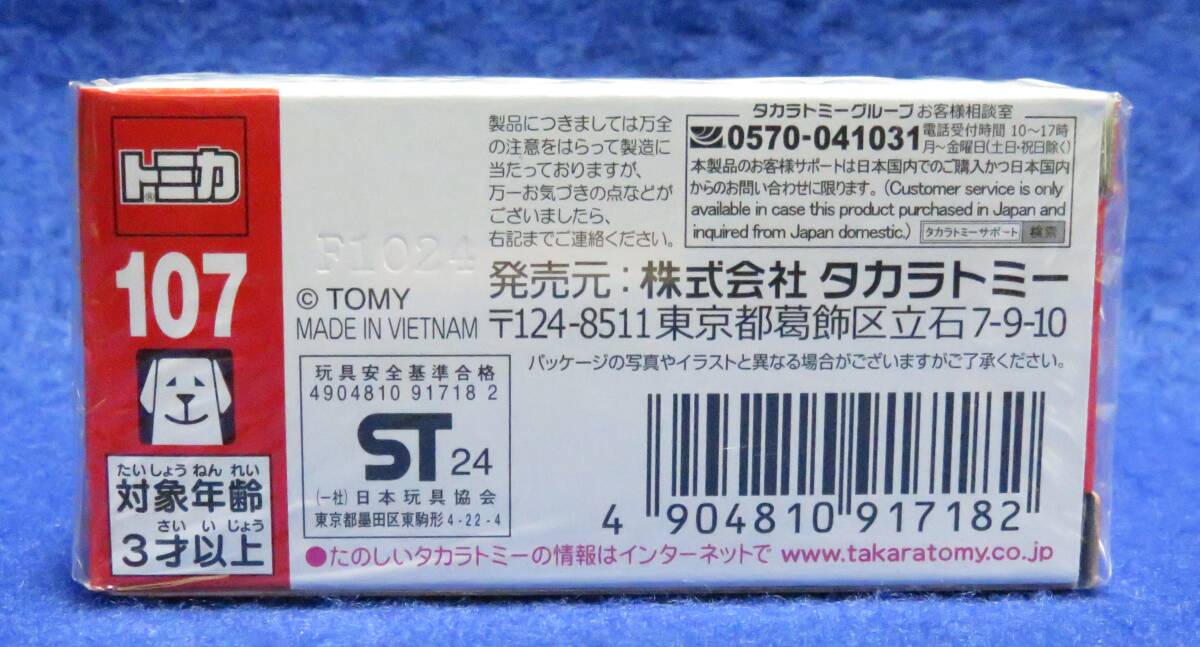 トミカ®
107
たいしょう ねん れい
対象年齢
さい い じょう
3才以上
F1024
© TOMY
MADE IN VIETNAM
玩具安全基準合格
4904810 91718 2
ST 24
(一社)日本玩具協会
東京都墨田区東駒形4-22-4
製品につきましては万全
の注意をはらって製造に
当たっておりますが、
万一お気づきの点などが
ございましたら、
右記までご連絡ください。
タカラトミーグループ お客様相談室
0570-041031 電話受付時間 10～17時
月～金曜日(土日・祝日除く)
本製品のお客様サポートは日本国内でのご購入かつ日本国内
からのお問い合わせに限ります。(Customer service is only
available in case this product purchased in Japan and
inquired from Japan domestic.) タカラトミーサポート 検索
発売元：株式会社 タカラトミー
〒124-8511東京都葛飾区立石7-9-10
パッケージの写真やイラストと異なる場合がございますがご了承ください。
4 904810 917182
●たのしいタカラトミーの情報はインターネットで www.takaratomy.co.jp